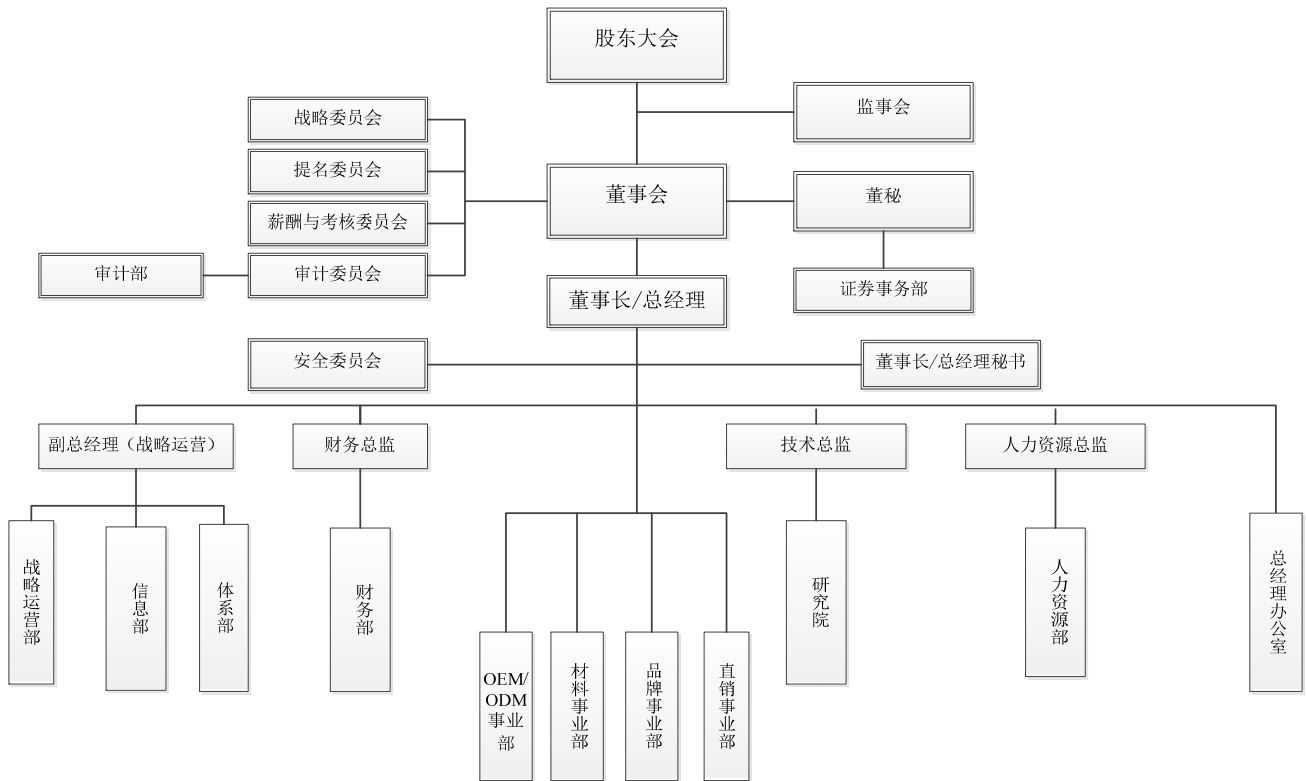 股东大会
监事会
战略委员会
提名委员会
董事会
董秘
薪酬与考核委员会
审计部
审计委员会
证券事务部
董事长/总经理
安全委员会
董事长/总经理秘书
副总经理（战略运营）
财务总监
技术总监
人力资源总监
战略运营部
信息部
体系部
财务部
OEM/
ODM
事业
部
材料事业部
品牌事业部
直销事业部
研究院
人力资源部
总经理办公室